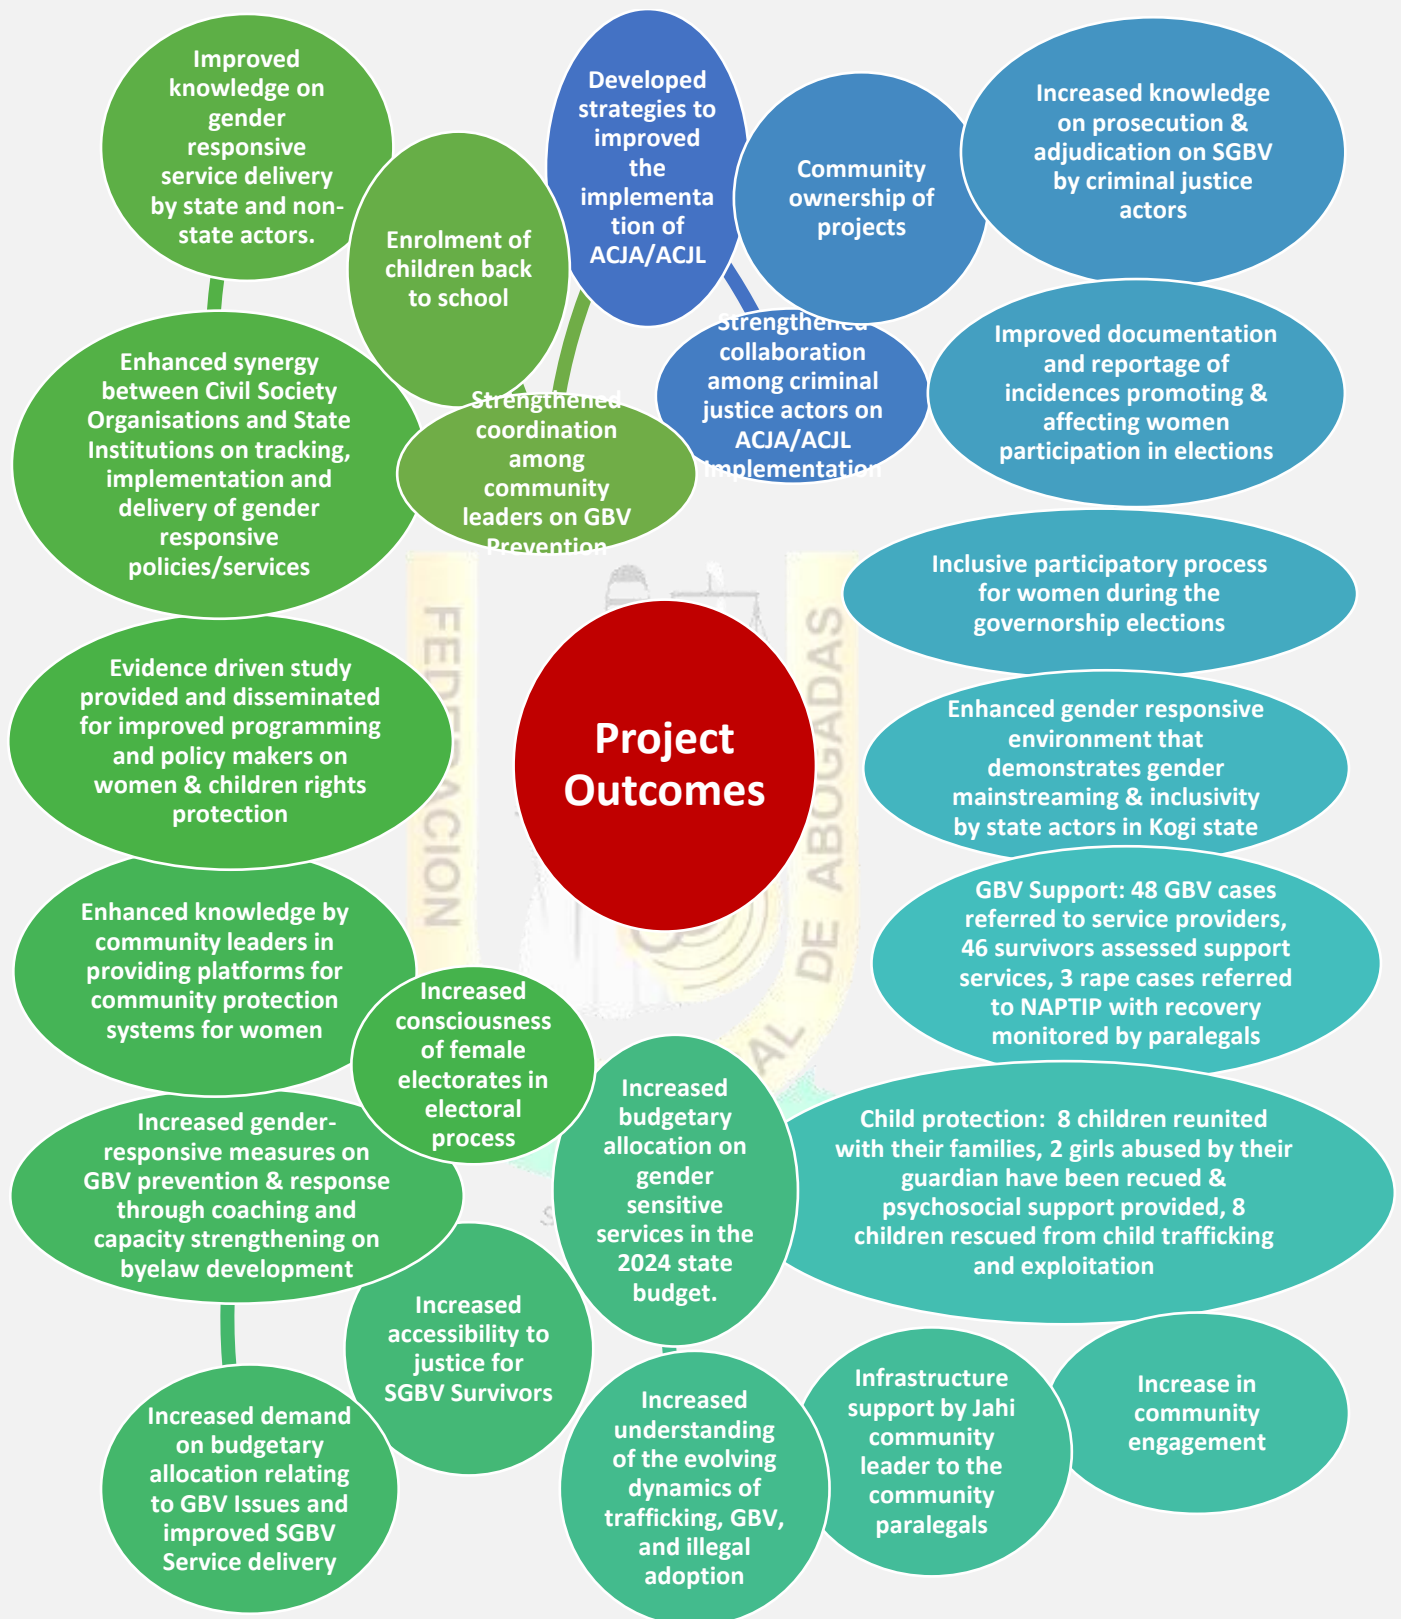 Improved
knowledge on
gender
responsive
service delivery
by state and non-
state actors.
Enrolment of
children back
to school
Developed
strategies to
improved
the
implementa
tion of
ACJA/ACJL
Community
ownership of
projects
Increased knowledge
on prosecution &
adjudication on SGBV
by criminal justice
actors
Enhanced synergy
between Civil Society
Organisations and State
Institutions on tracking,
implementation and
delivery of gender
responsive
policies/services
Strengthened
coordination
among
community
leaders on GBV
Prevention
Strengthened
collaboration
among criminal
justice actors on
ACJA/ACJL
Implementation
Improved documentation
and reportage of
incidences promoting &
affecting women
participation in elections
Inclusive participatory process
for women during the
governorship elections
Evidence driven study
provided and disseminated
for improved programming
and policy makers on
women & children rights
protection
Project
Outcomes
Enhanced gender responsive
environment that
demonstrates gender
mainstreaming & inclusivity
by state actors in Kogi state
Enhanced knowledge by
community leaders in
providing platforms for
community protection
systems for women
GBV Support: 48 GBV cases
referred to service providers,
46 survivors assessed support
services, 3 rape cases referred
to NAPTIP with recovery
monitored by paralegals
Increased
consciousness
of female
electorates in
electoral
process
Increased gender-
responsive measures on
GBV prevention & response
through coaching and
capacity strengthening on
byelaw development
Increased
budgetary
allocation on
gender
sensitive
services in the
2024 state
budget.
Child protection:  8 children reunited
with their families, 2 girls abused by their
guardian have been recued &
psychosocial support provided, 8
children rescued from child trafficking
and exploitation
Increased
accessibility to
justice for
SGBV Survivors
Increased demand
on budgetary
allocation relating
to GBV Issues and
improved SGBV
Service delivery
Increased
understanding
of the evolving
dynamics of
trafficking, GBV,
and illegal
adoption
Infrastructure
support by Jahi
community
leader to the
community
paralegals
Increase in
community
engagement
FEDERACION
AL DE ABOGADAS